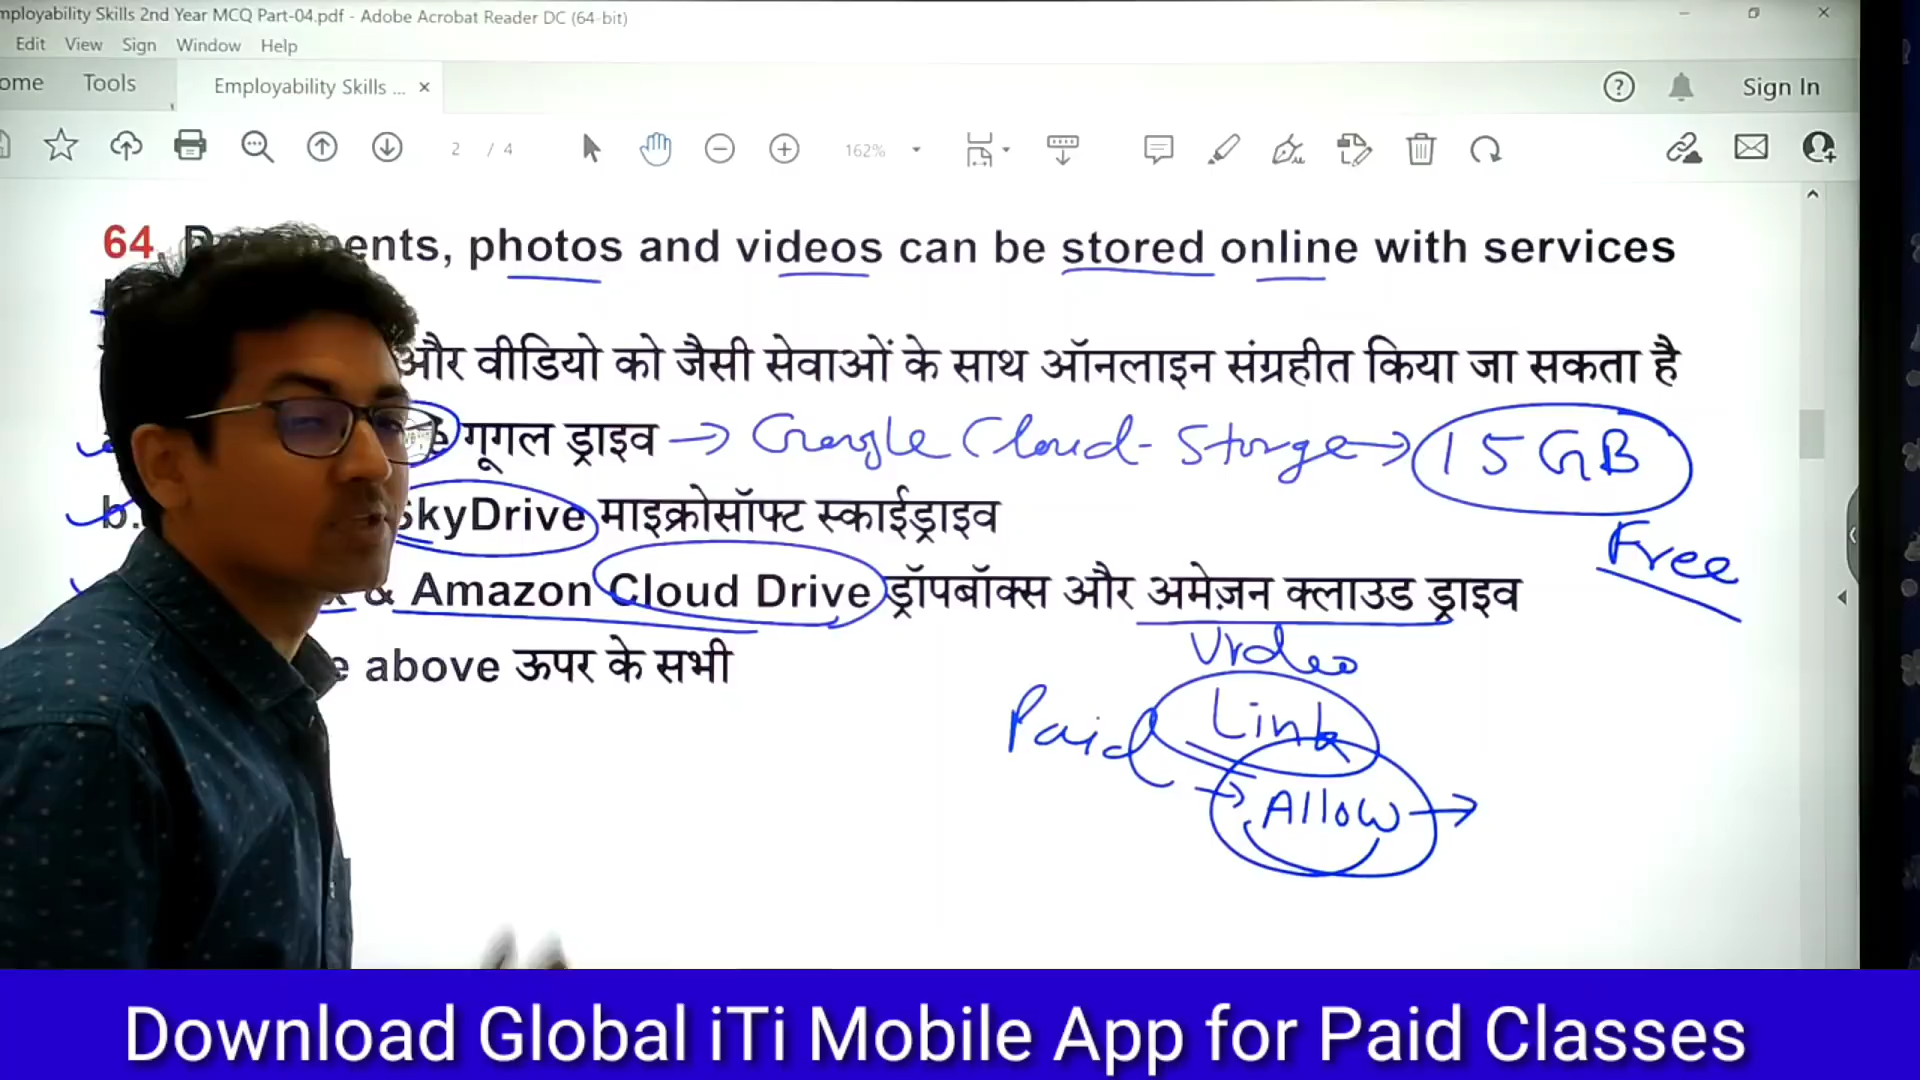 mployability Skills 2nd Year MCQ Part-04.pdf - Adobe Acrobat Reader DC (64-bit)
Edit View Sign Window Help
ome Tools Employability Skills ... × Sign In
2 / 4 162%
64. ents, photos and videos can be stored online with services
और वीडियो को जैसी सेवाओं के साथ ऑनलाइन संग्रहीत किया जा सकता है
गूगल ड्राइव → Google Cloud-Storge → 15 GB
Free
b. SkyDrive माइक्रोसॉफ्ट स्काईड्राइव
x & Amazon Cloud Drive ड्रॉपबॉक्स और अमेज़न क्लाउड ड्राइव
e above ऊपर के सभी
Video
Paid Link
→ Allow →
Download Global iTi Mobile App for Paid Classes